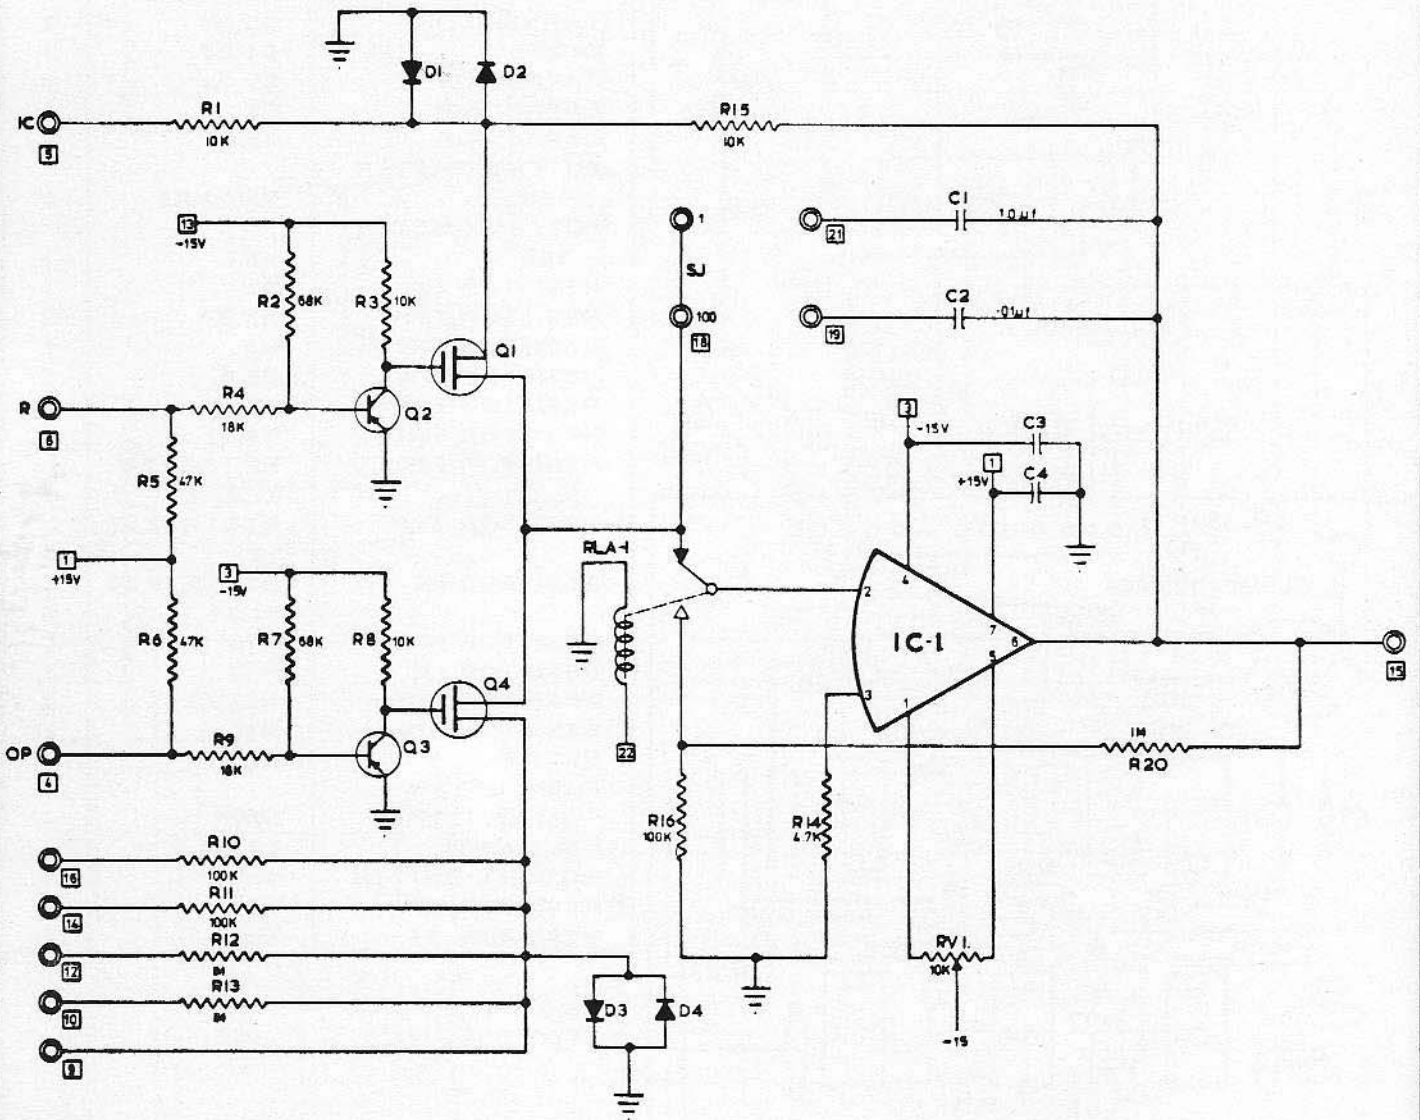 D1
D2
IC
5
R1
10K
R15
10K
13
-15V
1
SJ
100
18
21
C1
1.0µf
19
C2
.01µf
R2
68K
R3
10K
Q1
R
6
R4
18K
Q2
R5
47K
1
+15V
3
-15V
3
-15V
C3
1
+15V
C4
RLA-1
R6
47K
R7
68K
R8
10K
2
4
IC-1
7
6
5
3
1
15
Q4
OP
4
R9
18K
Q3
22
1M
R20
R16
100K
R14
4.7K
16
R10
100K
14
R11
100K
12
R12
1M
10
R13
1M
9
RV1.
10K
-15
D3
D4